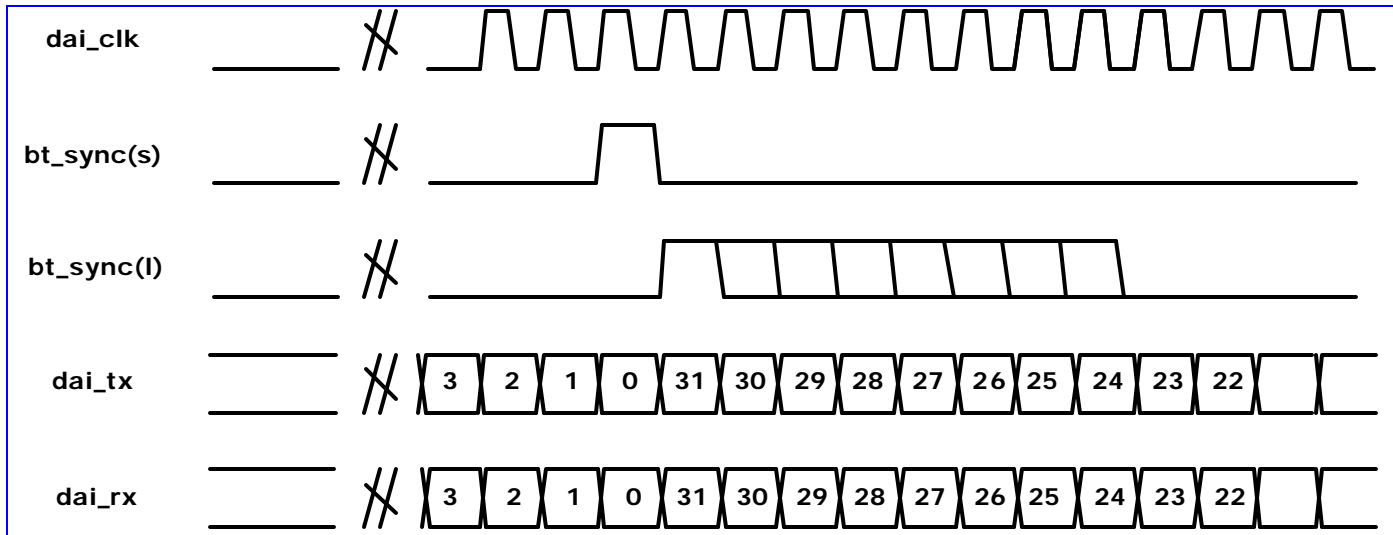 dai_clk
bt_sync(s)
bt_sync(l)
dai_tx 3 2 1 0 31 30 29 28 27 26 25 24 23 22
dai_rx 3 2 1 0 31 30 29 28 27 26 25 24 23 22